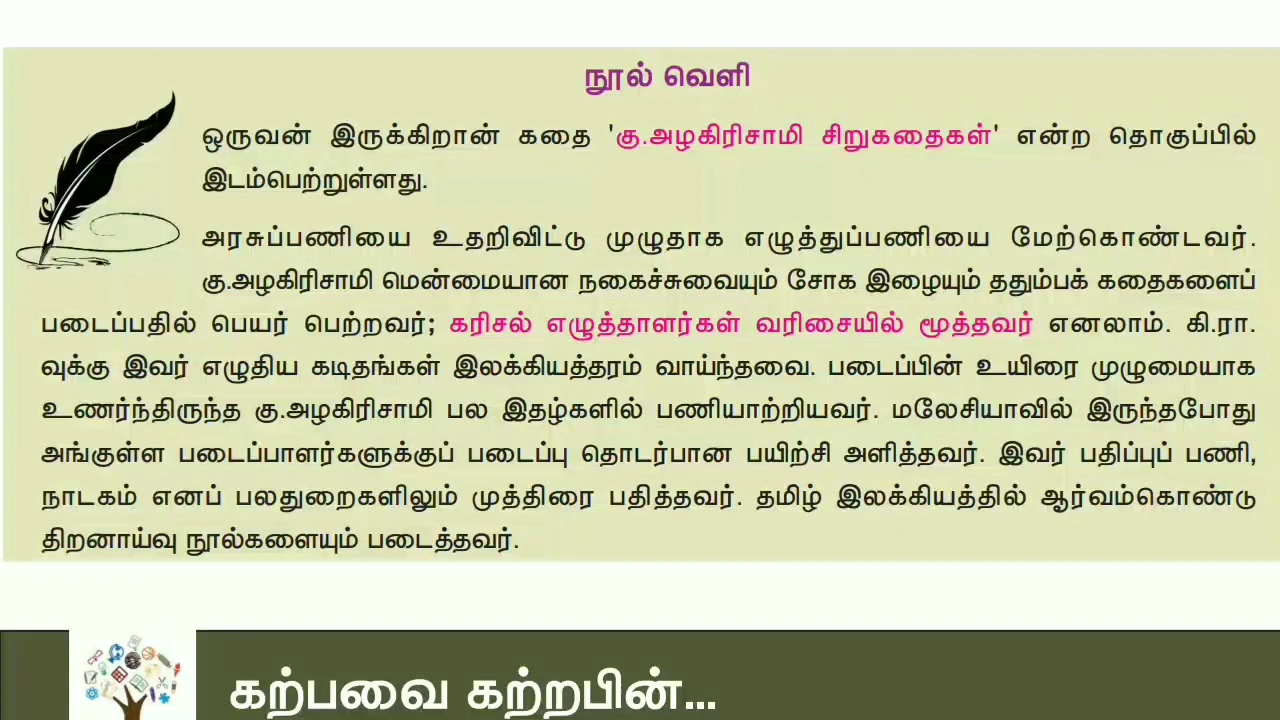 நூல் வெளி
ஒருவன் இருக்கிறான் கதை 'கு.அழகிரிசாமி சிறுகதைகள்' என்ற தொகுப்பில்
இடம்பெற்றுள்ளது.
அரசுப்பணியை உதறிவிட்டு முழுதாக எழுத்துப்பணியை மேற்கொண்டவர்.
கு.அழகிரிசாமி மென்மையான நகைச்சுவையும் சோக இழையும் ததும்பக் கதைகளைப்
படைப்பதில் பெயர் பெற்றவர்; கரிசல் எழுத்தாளர்கள் வரிசையில் மூத்தவர் எனலாம். கி.ரா.
வுக்கு இவர் எழுதிய கடிதங்கள் இலக்கியத்தரம் வாய்ந்தவை. படைப்பின் உயிரை முழுமையாக
உணர்ந்திருந்த கு.அழகிரிசாமி பல இதழ்களில் பணியாற்றியவர். மலேசியாவில் இருந்தபோது
அங்குள்ள படைப்பாளர்களுக்குப் படைப்பு தொடர்பான பயிற்சி அளித்தவர். இவர் பதிப்புப் பணி,
நாடகம் எனப் பலதுறைகளிலும் முத்திரை பதித்தவர். தமிழ் இலக்கியத்தில் ஆர்வம்கொண்டு
திறனாய்வு நூல்களையும் படைத்தவர்.
கற்பவை கற்றபின்...